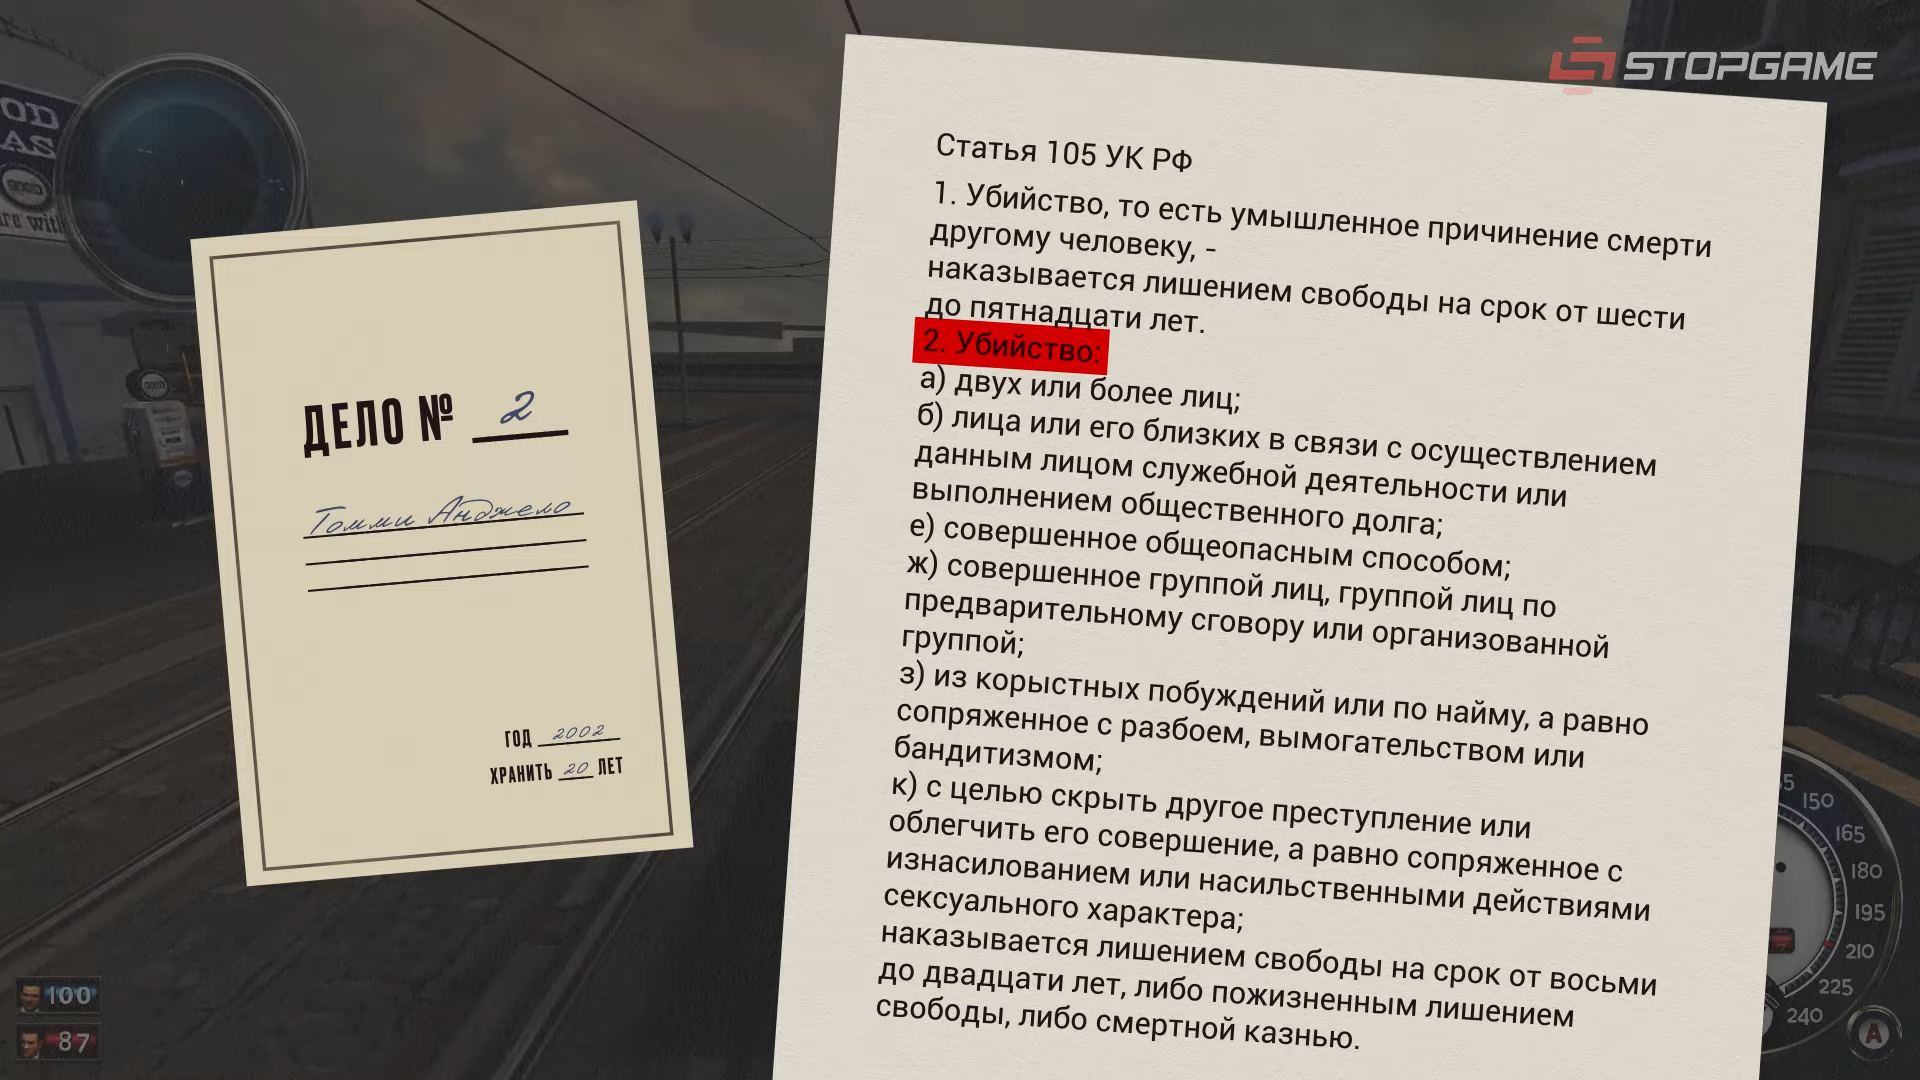 STOPGAME
OD
AS
GOOD
GOOD
ДЕЛО № 2
Томми Анджело
ГОД 2002
ХРАНИТЬ 20 ЛЕТ
Статья 105 УК РФ
1. Убийство, то есть умышленное причинение смерти
другому человеку, -
наказывается лишением свободы на срок от шести
до пятнадцати лет.
2. Убийство:
а) двух или более лиц;
б) лица или его близких в связи с осуществлением
данным лицом служебной деятельности или
выполнением общественного долга;
е) совершенное общеопасным способом;
ж) совершенное группой лиц, группой лиц по
предварительному сговору или организованной
группой;
з) из корыстных побуждений или по найму, а равно
сопряженное с разбоем, вымогательством или
бандитизмом;
к) с целью скрыть другое преступление или
облегчить его совершение, а равно сопряженное с
изнасилованием или насильственными действиями
сексуального характера;
наказывается лишением свободы на срок от восьми
до двадцати лет, либо пожизненным лишением
свободы, либо смертной казнью.
150
165
180
195
210
225
240
A
100
87